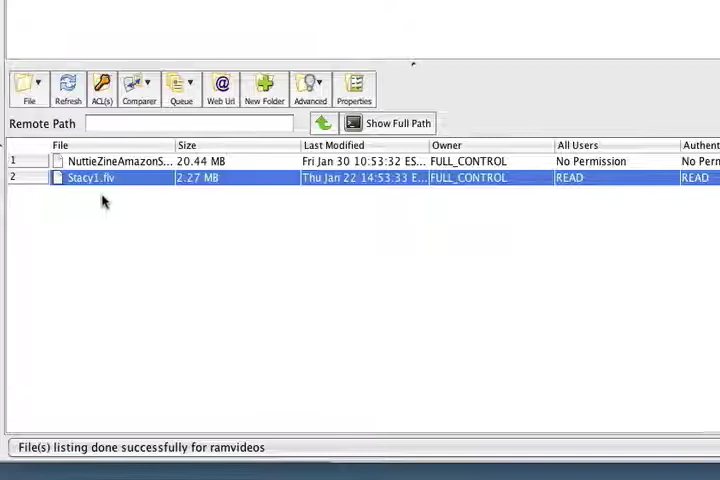 File Refresh ACL(s) Comparer Queue Web Url New Folder Advanced Properties
Remote Path Show Full Path
File Size Last Modified Owner All Users Authent
1 NuttieZineAmazonS... 20.44 MB Fri Jan 30 10:53:32 ES... FULL_CONTROL No Permission No Perm
2 Stacy1.flv 2.27 MB Thu Jan 22 14:53:33 E... FULL_CONTROL READ READ
File(s) listing done successfully for ramvideos